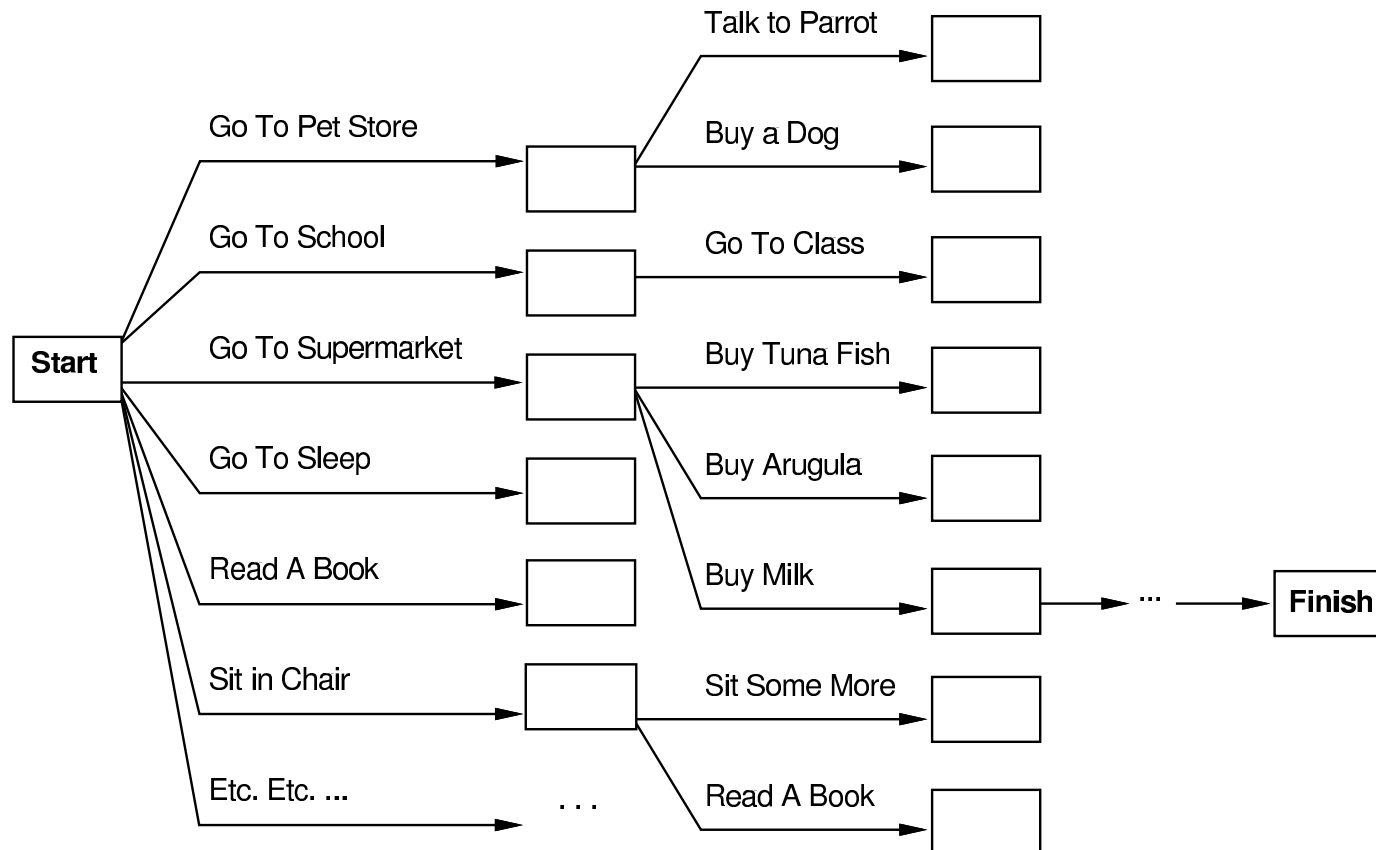 Talk to Parrot
Go To Pet Store
Buy a Dog
Go To School
Go To Class
Start
Go To Supermarket
Buy Tuna Fish
Go To Sleep
Buy Arugula
Read A Book
Buy Milk
...
Finish
Sit in Chair
Sit Some More
Etc. Etc. ...
. . .
Read A Book